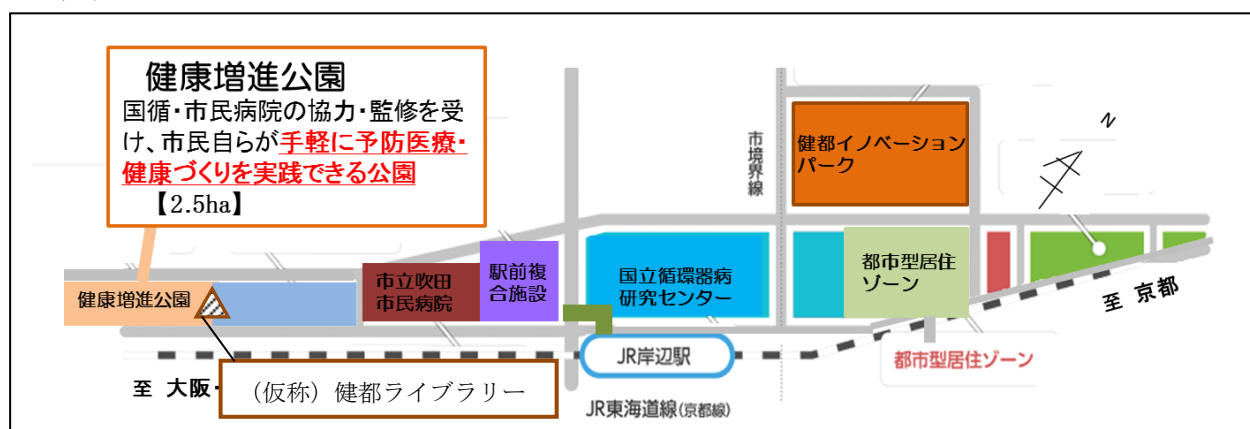 健康増進公園
国循・市民病院の協力・監修を受
け、市民自らが手軽に予防医療・
健康づくりを実践できる公園
【2.5ha】
市境界線
健都イノベーション
パーク
N
健康増進公園
市立吹田
市民病院
駅前複
合施設
国立循環器病
研究センター
都市型居住
ゾーン
至 京都
JR岸辺駅
都市型居住ゾーン
至 大阪・
（仮称）健都ライブラリー
JR東海道線(京都線)